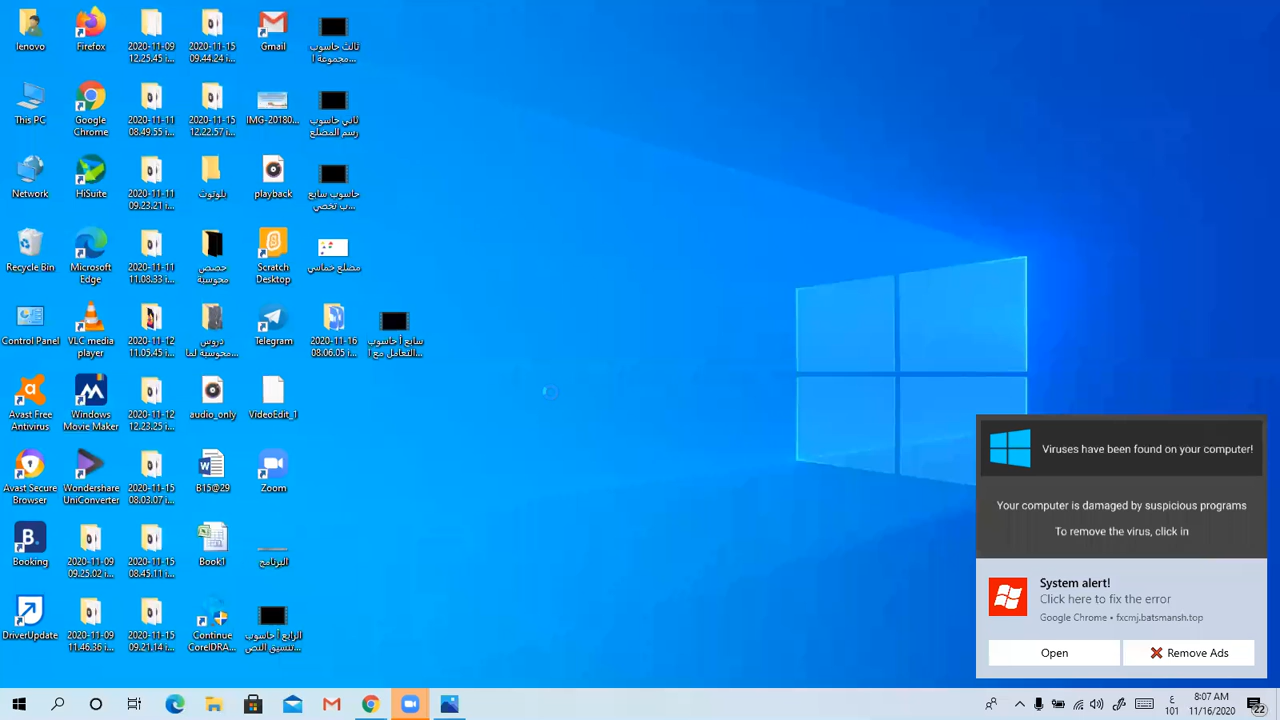 lenovo
Firefox
2020-11-09
12.25.45 i...
2020-11-15
09.44.24 i...
Gmail
ثالث حاسوب
مجموعة ا...
This PC
Google
Chrome
2020-11-11
08.49.55 i...
2020-11-15
12.22.57 i...
IMG-20180...
ثاني حاسوب
رسم المضلع
Network
HiSuite
2020-11-11
09.23.21 i...
بلوتوث
playback
حاسوب سابع
ب تخصي...
Recycle Bin
Microsoft
Edge
2020-11-11
11.08.33 i...
حصص
محوسبة
Scratch
Desktop
مضلع خماسي
Control Panel
VLC media
player
2020-11-12
11.05.45 i...
دروس
محوسبة لما...
Telegram
2020-11-16
08.06.05 i...
سابع أ حاسوب
التعامل مع ا...
Avast Free
Antivirus
Windows
Movie Maker
2020-11-12
12.23.25 i...
audio_only
VideoEdit_1
Avast Secure
Browser
Wondershare
UniConverter
2020-11-15
08.03.07 i...
B15@29
Zoom
Booking
2020-11-09
09.25.02 i...
2020-11-15
08.45.11 i...
Book1
البرنامج
DriverUpdate
2020-11-09
11.46.36 i...
2020-11-15
09.21.14 i...
Continue
CorelDRA...
الرابع أ حاسوب
تنسيق النص...
Viruses have been found on your computer!
Your computer is damaged by suspicious programs
To remove the virus, click in
System alert!
Click here to fix the error
Google Chrome • fxcmj.batsmansh.top
Open
Remove Ads
ع
101
8:07 AM
11/16/2020
22